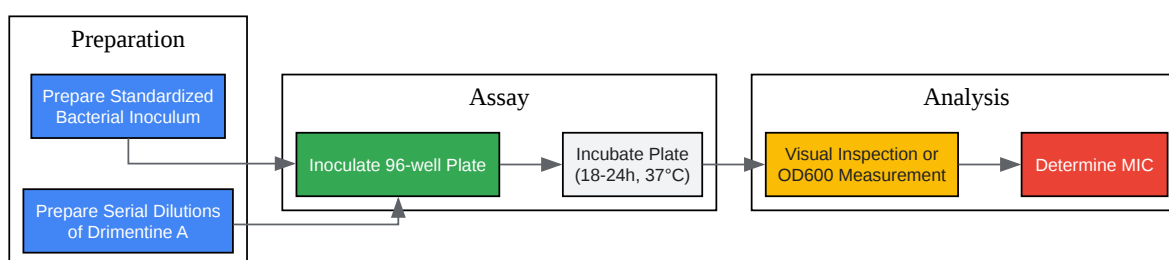 Preparation
Prepare Standardized
Bacterial Inoculum
Prepare Serial Dilutions
of Drimentine A
Assay
Inoculate 96-well Plate
Incubate Plate
(18-24h, 37°C)
Analysis
Visual Inspection or
OD600 Measurement
Determine MIC